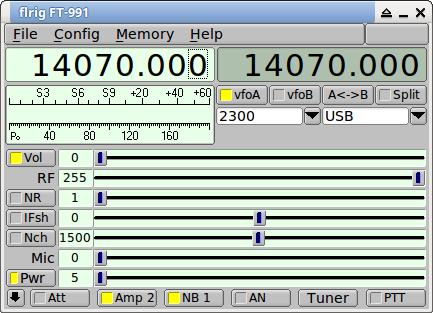 flrig FT-991
File Config Memory Help
14070.000 14070.000
S3 S6 S9 +20 +40 +60
Po 40 80 120 160
vfoA vfoB A<->B Split
2300 USB
Vol 0
RF 255
NR 1
IFsh 0
Nch 1500
Mic 0
Pwr 5
Att Amp 2 NB 1 AN Tuner PTT